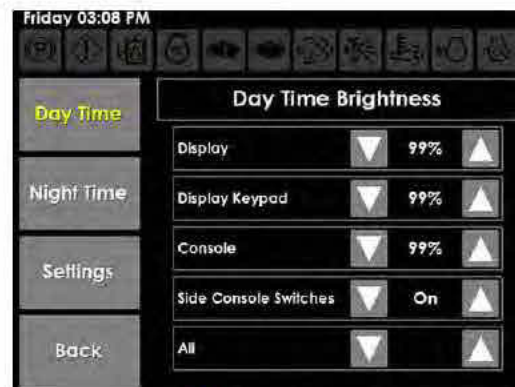 Friday 03:08 PM
Day Time
Night Time
Settings
Back
Day Time Brightness
Display 99%
Display Keypad 99%
Console 99%
Side Console Switches On
All